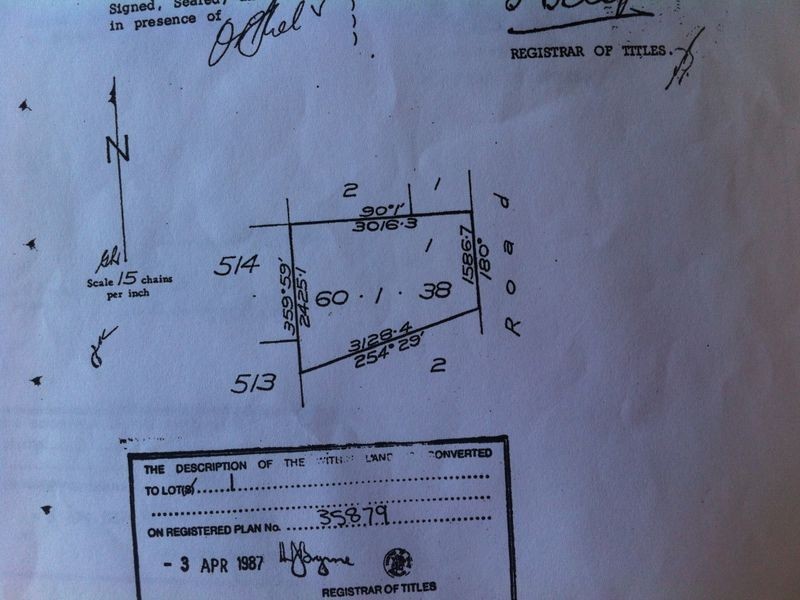 Signed, Sealed,
in presence of
REGISTRAR OF TITLES.
N
2 1
90°1'
3016·3
1
514
359°59'
2425·1
60 · 1 · 38
1586·7
180°
Road
Scale 15 chains
per inch
3128·4
254° 29'
513
2
THE DESCRIPTION OF THE WITHIN LAND IS CONVERTED
TO LOT(S) 1
ON REGISTERED PLAN No. 35879
- 3 APR 1987
REGISTRAR OF TITLES